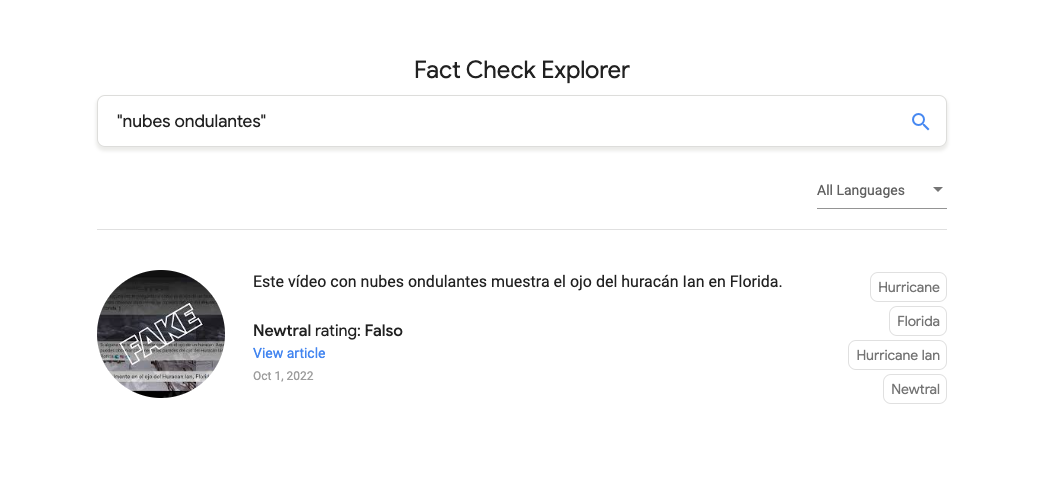 Fact Check Explorer
"nubes ondulantes"
All Languages
Este vídeo con nubes ondulantes muestra el ojo del huracán Ian en Florida.
Hurricane
Florida
Newtral rating: Falso
View article
Hurricane Ian
Oct 1, 2022
Newtral
FAKE